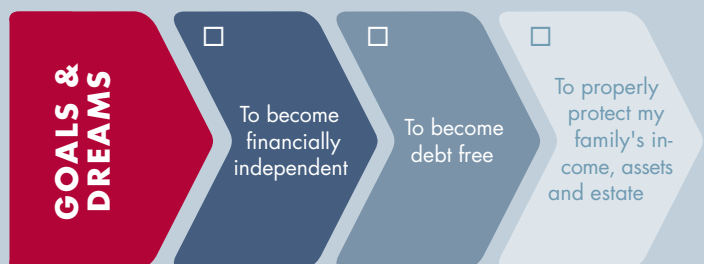 GOALS &
DREAMS
To become
financially
independent
To become
debt free
To properly
protect my
family's in-
come, assets
and estate